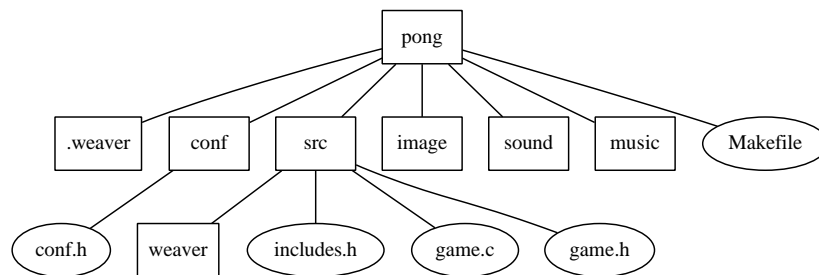 pong
.weaver conf src image sound music Makefile
conf.h weaver includes.h game.c game.h